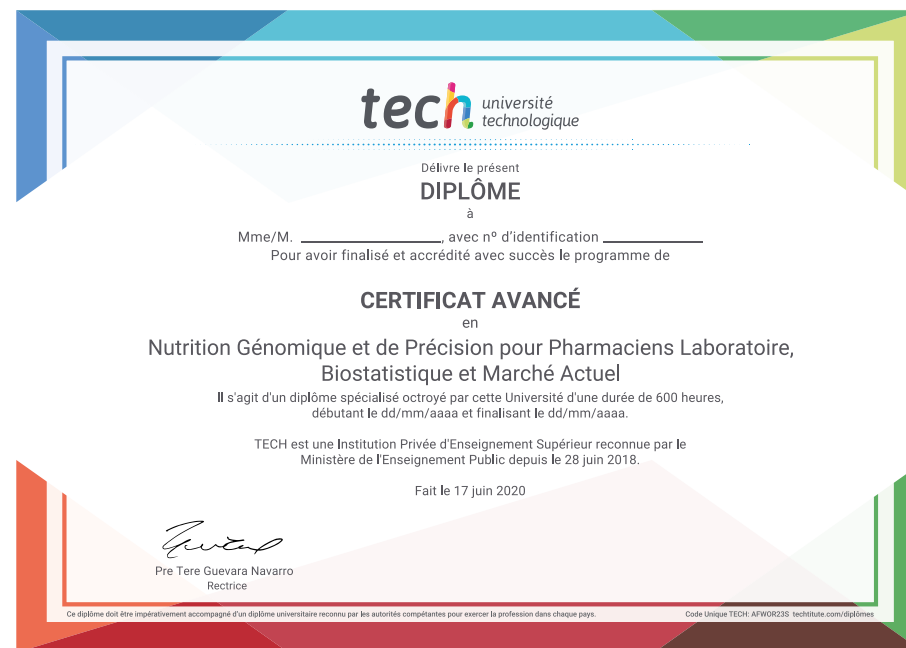 tech université
technologique
Délivre le présent
DIPLÔME
à
Mme/M. ____________________, avec nº d'identification ______________
Pour avoir finalisé et accrédité avec succès le programme de
CERTIFICAT AVANCÉ
en
Nutrition Génomique et de Précision pour Pharmaciens Laboratoire,
Biostatistique et Marché Actuel
Il s'agit d'un diplôme spécialisé octroyé par cette Université d'une durée de 600 heures,
débutant le dd/mm/aaaa et finalisant le dd/mm/aaaa.
TECH est une Institution Privée d'Enseignement Supérieur reconnue par le
Ministère de l'Enseignement Public depuis le 28 juin 2018.
Fait le 17 juin 2020
Pre Tere Guevara Navarro
Rectrice
Ce diplôme doit être impérativement accompagné d'un diplôme universitaire reconnu par les autorités compétentes pour exercer la profession dans chaque pays.
Code Unique TECH: AFWOR23S techtitute.com/diplômes